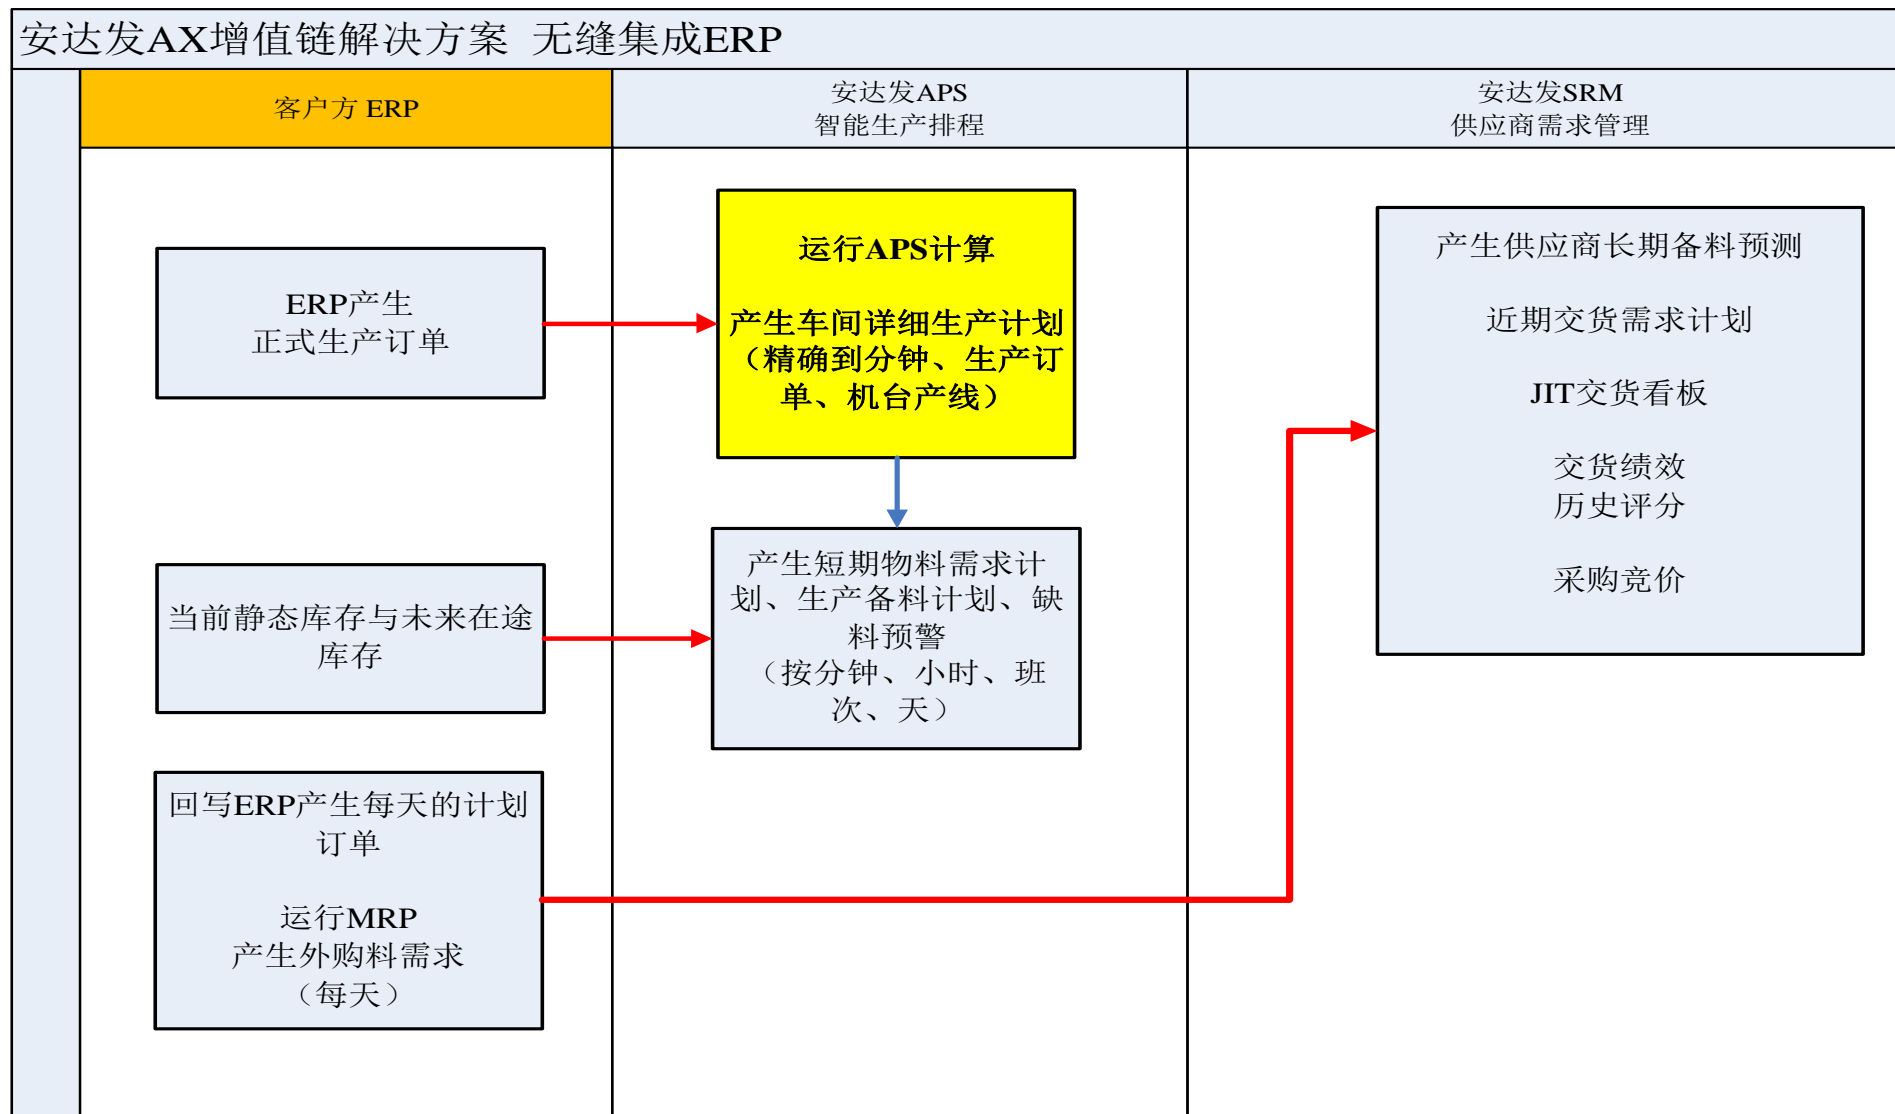 安达发AX增值链解决方案 无缝集成ERP
客户方 ERP
安达发APS
智能生产排程
安达发SRM
供应商需求管理
ERP产生
正式生产订单
运行APS计算
产生车间详细生产计划
（精确到分钟、生产订
单、机台产线）
产生供应商长期备料预测
近期交货需求计划
JIT交货看板
交货绩效
历史评分
采购竞价
当前静态库存与未来在途
库存
产生短期物料需求计
划、生产备料计划、缺
料预警
（按分钟、小时、班
次、天）
回写ERP产生每天的计划
订单
运行MRP
产生外购料需求
（每天）